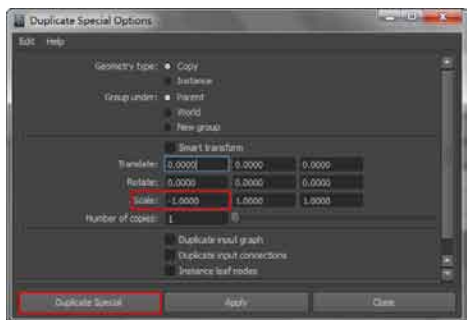 Duplicate Special Options
Edit Help
Geometry type: Copy
Instance
Group under: Parent
World
New group
Smart transform
Translate: 0.0000 0.0000 0.0000
Rotate: 0.0000 0.0000 0.0000
Scale: -1.0000 1.0000 1.0000
Number of copies: 1
Duplicate input graph
Duplicate input connections
Instance leaf nodes
Duplicate Special Apply Close